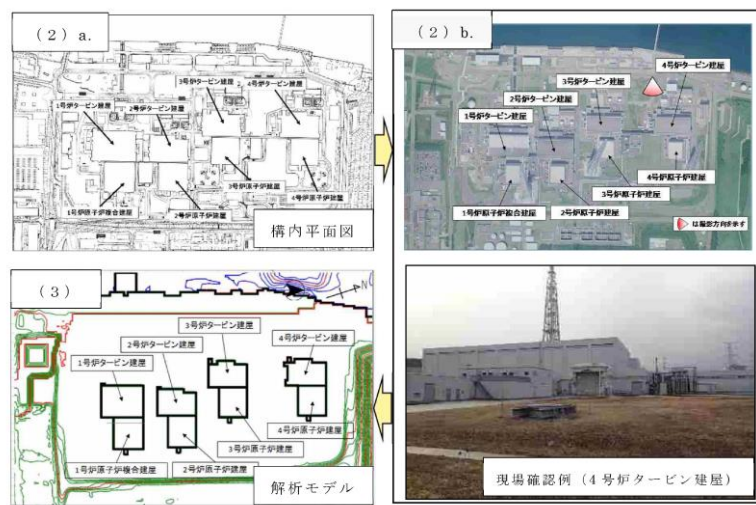 （２）a.
3号炉タービン建屋
4号炉タービン建屋
1号炉タービン建屋
2号炉タービン建屋
1号炉原子炉複合建屋
2号炉原子炉建屋
3号炉原子炉建屋
4号炉原子炉建屋
構内平面図
（２）b.
4号炉タービン建屋
3号炉タービン建屋
2号炉タービン建屋
1号炉タービン建屋
4号炉原子炉建屋
3号炉原子炉建屋
1号炉原子炉複合建屋
2号炉原子炉建屋
は撮影方向を示す
（３）
N
3号炉タービン建屋
2号炉タービン建屋
4号炉タービン建屋
1号炉タービン建屋
4号炉原子炉建屋
3号炉原子炉建屋
1号炉原子炉複合建屋
2号炉原子炉建屋
解析モデル
現場確認例（４号炉タービン建屋）